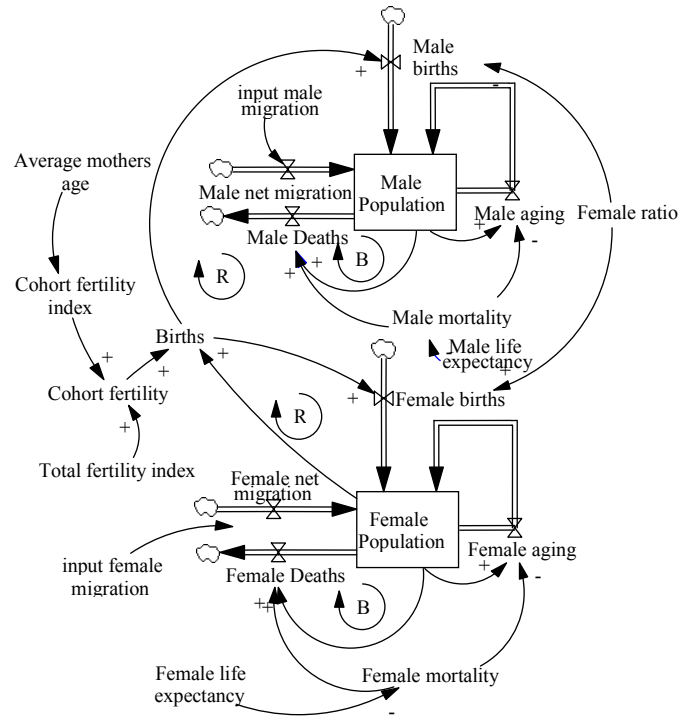 Male
births
+
input male
migration
-
Average mothers
age
Male net migration
Male
Population
Male aging
Female ratio
Male Deaths
+
-
+
+
B
R
Cohort fertility
index
Male mortality
Births
+
Male life
expectancy
-
+
+
+
Cohort fertility
+
Female births
+
R
Total fertility index
Female net
migration
Female
Population
Female aging
input female
migration
Female Deaths
+
-
++
B
Female life
expectancy
Female mortality
-